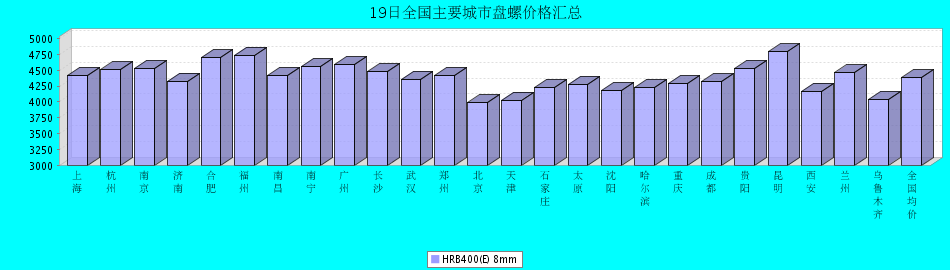 19日全国主要城市盘螺价格汇总
5000
4750
4500
4250
4000
3750
3500
3250
3000
上海
杭州
南京
济南
合肥
福州
南昌
南宁
广州
长沙
武汉
郑州
北京
天津
石家庄
太原
沈阳
哈尔滨
重庆
成都
贵阳
昆明
西安
兰州
乌鲁木齐
全国均价
HRB400(E) 8mm